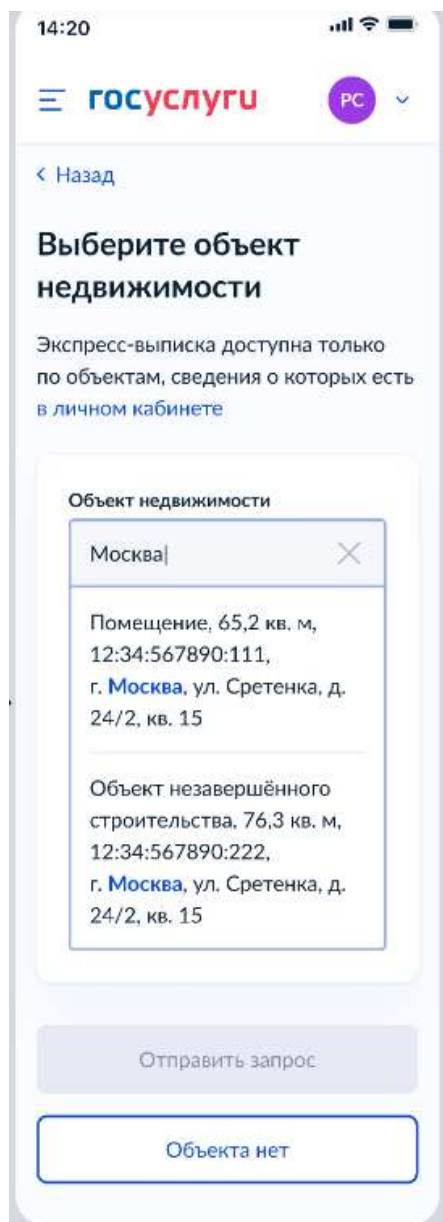 14:20
госуслуги
РС
Назад
Выберите объект
недвижимости
Экспресс-выписка доступна только
по объектам, сведения о которых есть
в личном кабинете
Объект недвижимости
Москва
Помещение, 65,2 кв. м,
12:34:567890:111,
г. Москва, ул. Сретенка, д.
24/2, кв. 15
Объект незавершённого
строительства, 76,3 кв. м,
12:34:567890:222,
г. Москва, ул. Сретенка, д.
24/2, кв. 15
Отправить запрос
Объекта нет